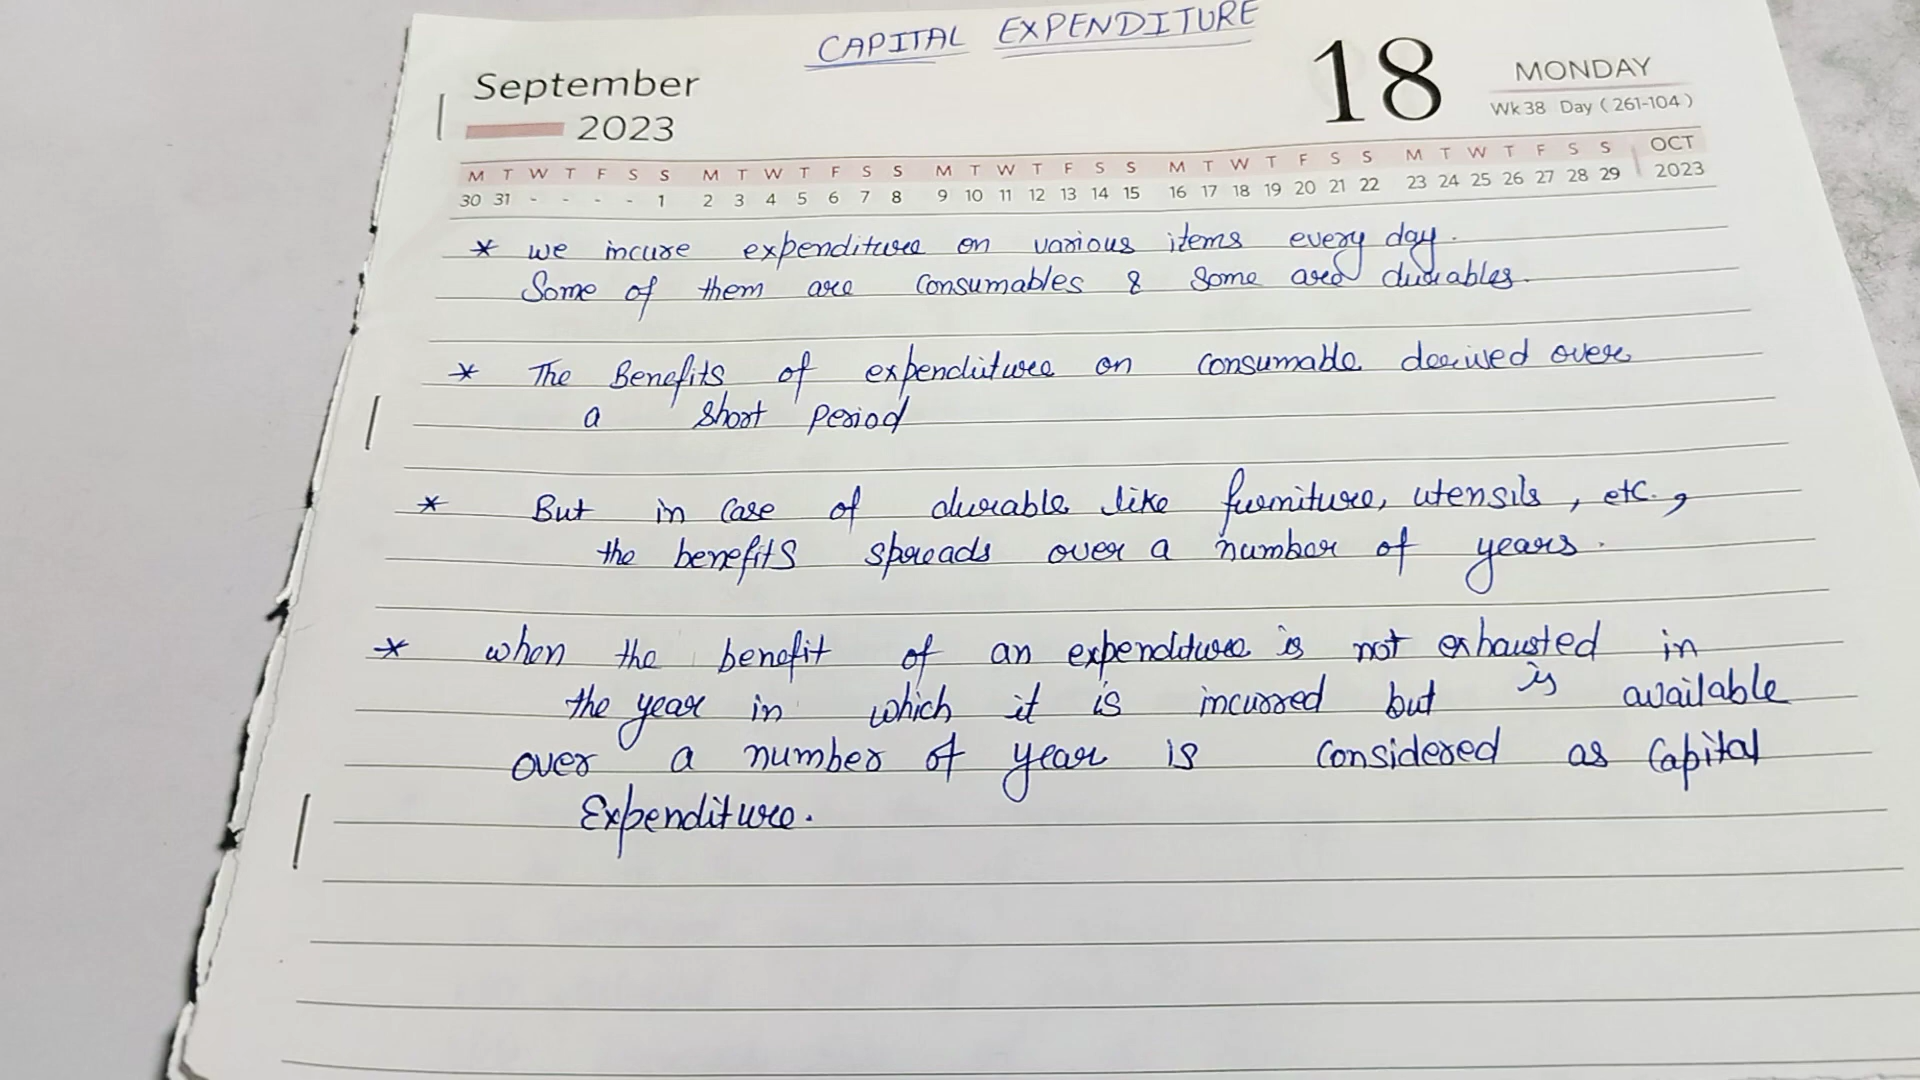 CAPITAL EXPENDITURE
September 18 MONDAY
2023 Wk 38 Day (261-104)
M T W T F S S M T W T F S S M T W T F S S M T W T F S S M T W T F S S OCT
30 31 - - - - 1 2 3 4 5 6 7 8 9 10 11 12 13 14 15 16 17 18 19 20 21 22 23 24 25 26 27 28 29 2023
* we incure expenditure on various items every day.
Some of them are consumables & Some are durables.
* The Benefits of expenditure on consumable derived over
a short period
* But in case of durable like furniture, utensils, etc.,
the benefits spreads over a number of years.
* when the benefit of an expenditure is not exhausted in
the year in which it is incurred but is available
over a number of year is considered as Capital
Expenditure.